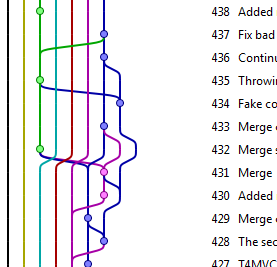 438 Added
437 Fix bad
436 Continu
435 Throwin
434 Fake co
433 Merge
432 Merge
431 Merge
430 Added
429 Merge
428 The sec
427 T4MVC